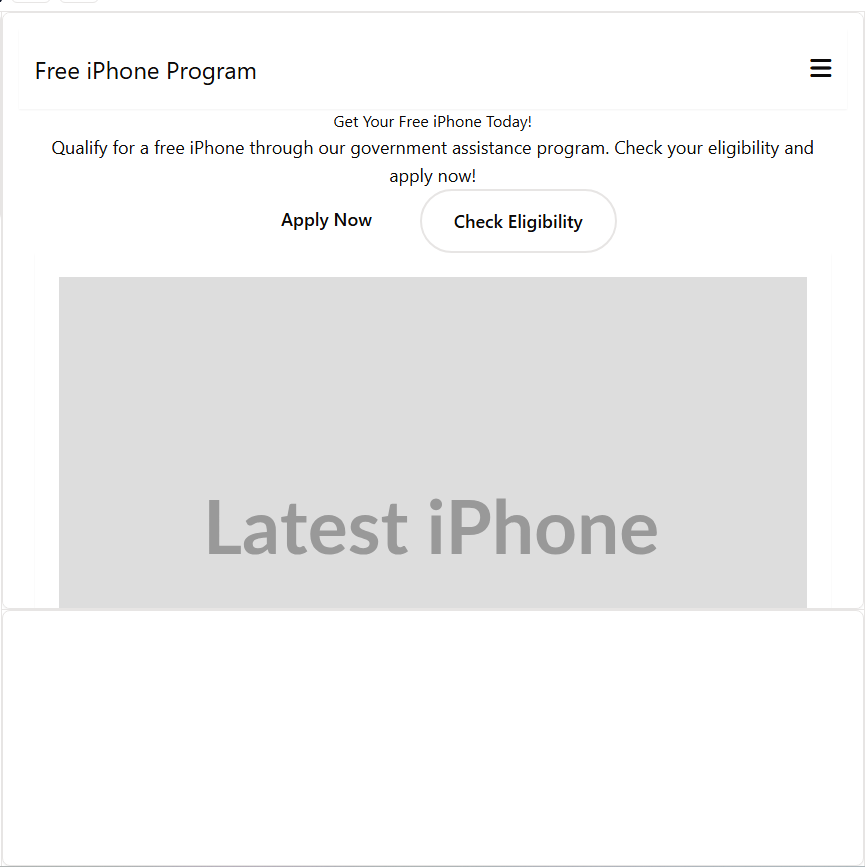 Free iPhone Program
Get Your Free iPhone Today!
Qualify for a free iPhone through our government assistance program. Check your eligibility and
apply now!
Apply Now
Check Eligibility
Latest iPhone